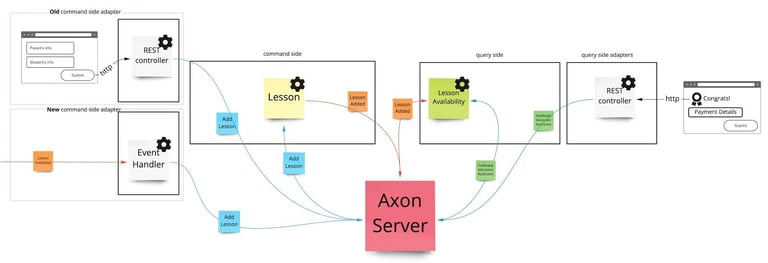 Old command side adapter
Parent's Info
Student's Info
Submit
http
REST
controller
New command side adapter
Lesson
Published
Event
Handler
command side
Lesson
Add
Lesson
Add
Lesson
Add
Lesson
Lesson
Added
Axon
Server
query side
Lesson
Added
Lesson
Availability
query side adapters
REST
controller
http
Congrats!
Payment Details
Submit